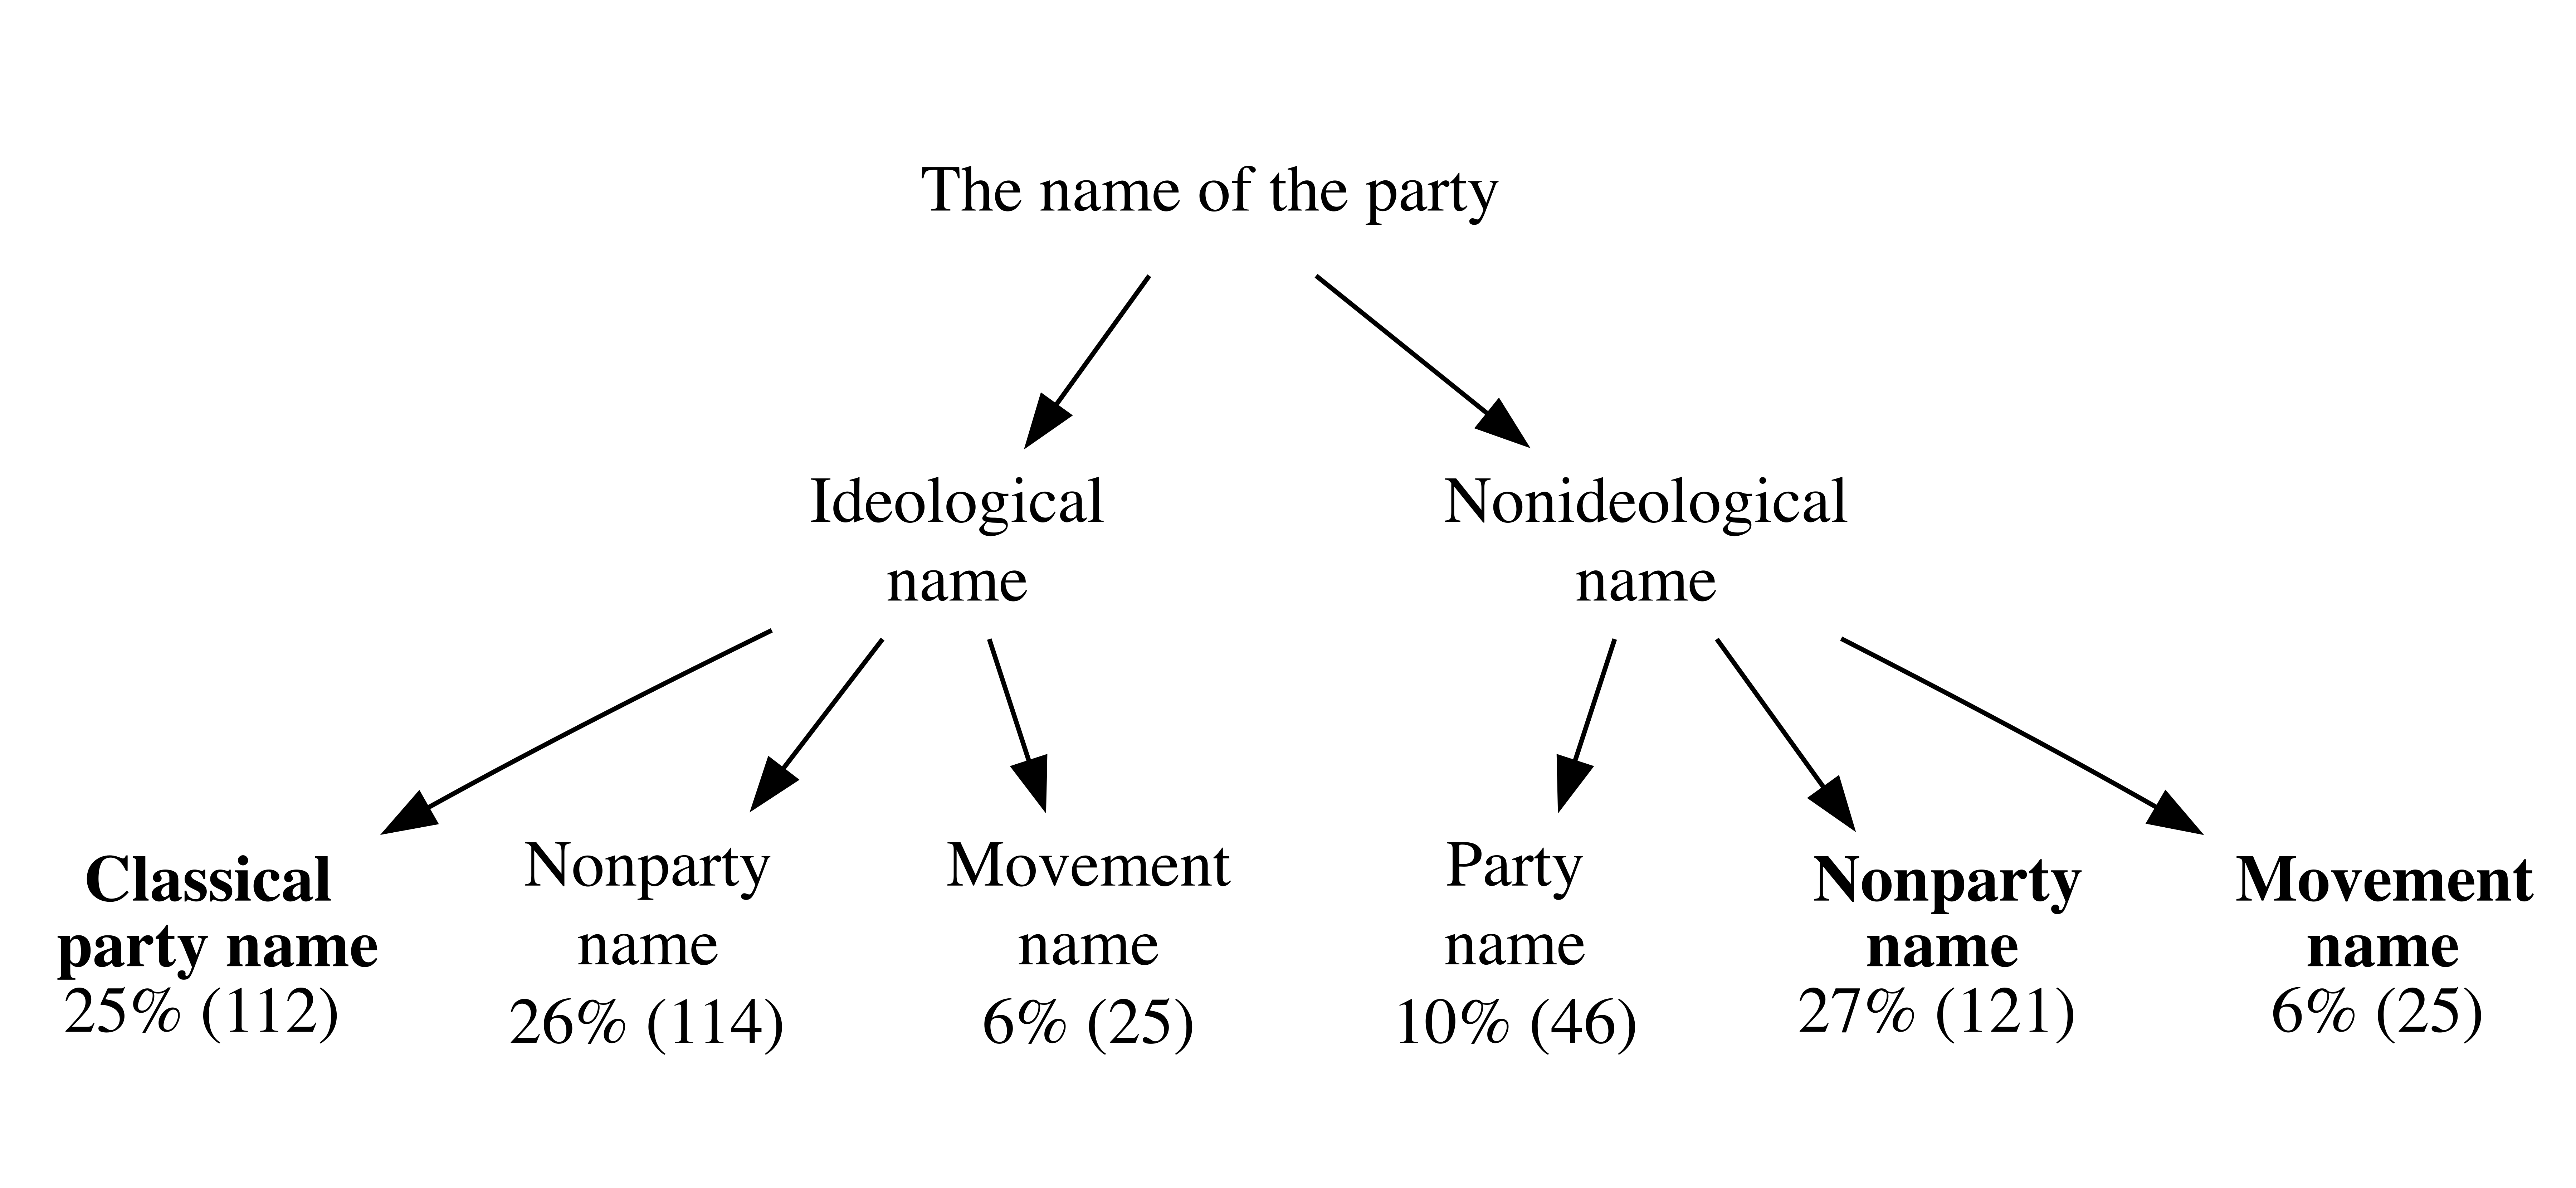 The name of the party
Ideological
name
Nonideological
name
Classical
party name
25% (112)
Nonparty
name
26% (114)
Movement
name
6% (25)
Party
name
10% (46)
Nonparty
name
27% (121)
Movement
name
6% (25)